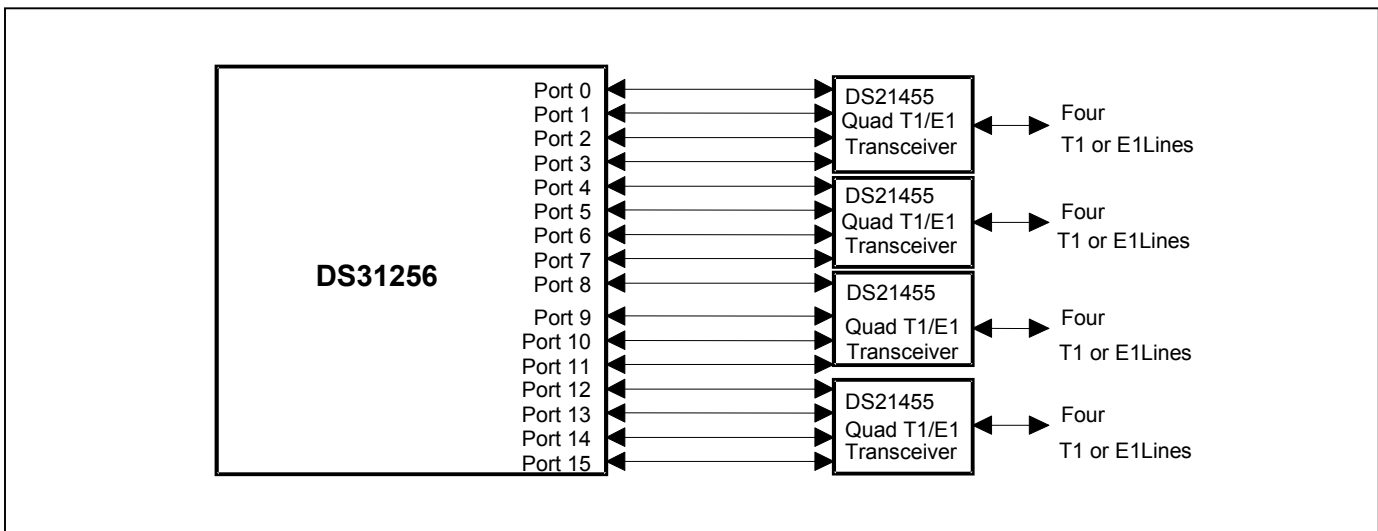 DS31256
Port 0
Port 1
Port 2
Port 3
Port 4
Port 5
Port 6
Port 7
Port 8
Port 9
Port 10
Port 11
Port 12
Port 13
Port 14
Port 15
DS21455
Quad T1/E1
Transceiver
Four
T1 or E1Lines
DS21455
Quad T1/E1
Transceiver
Four
T1 or E1Lines
DS21455
Quad T1/E1
Transceiver
Four
T1 or E1Lines
DS21455
Quad T1/E1
Transceiver
Four
T1 or E1Lines